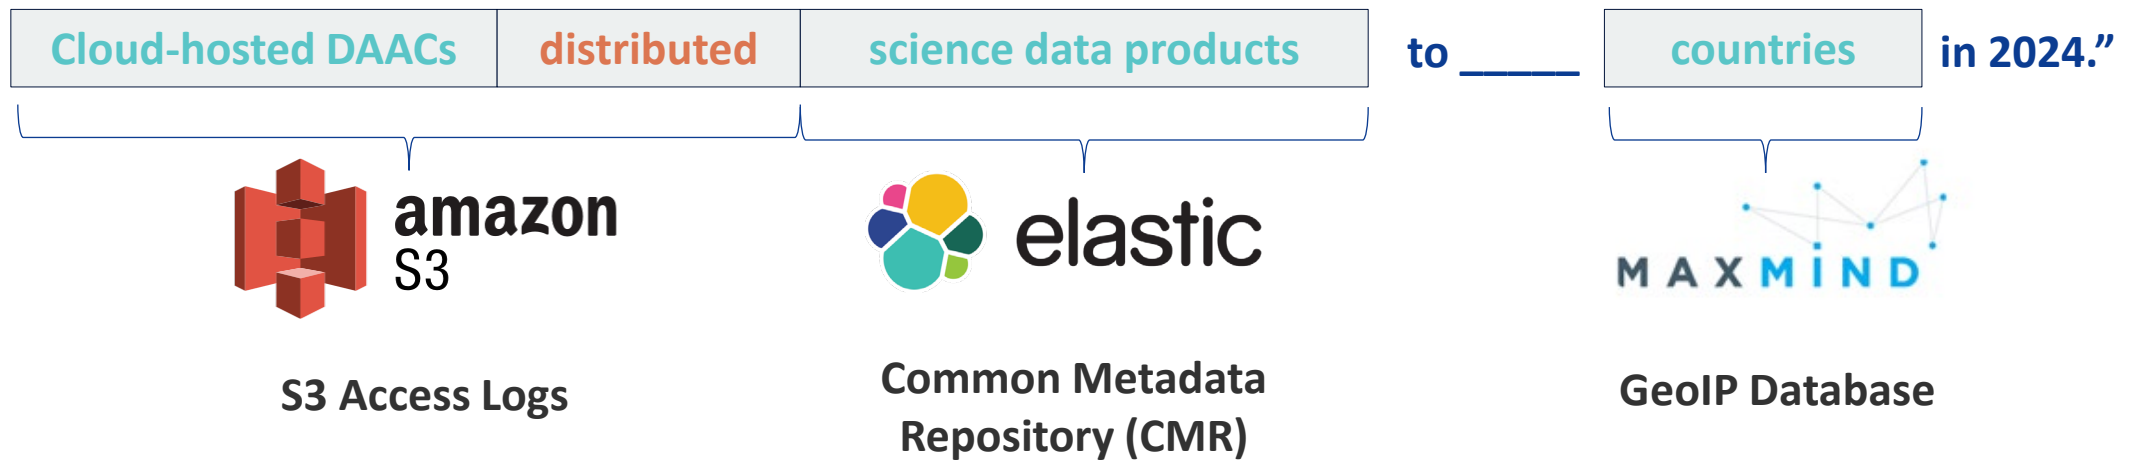 Cloud-hosted DAACs distributed science data products to _____ countries in 2024.”
amazon
S3
elastic
MAXMIND
S3 Access Logs
Common Metadata
Repository (CMR)
GeoIP Database